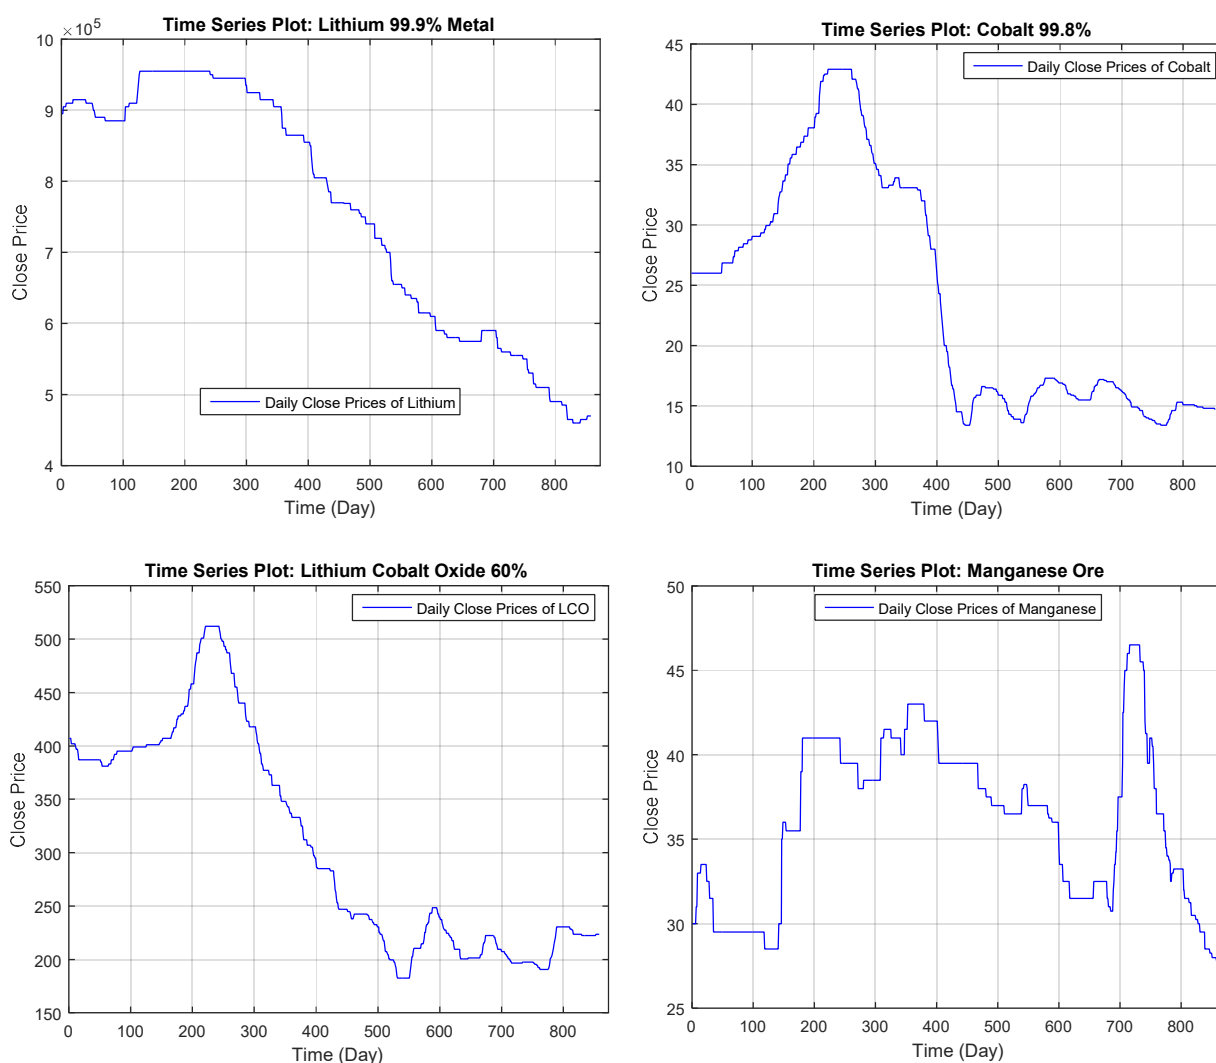 Time Series Plot: Lithium 99.9% Metal
×10^5
10
9
8
7
6
5
4
Close Price
Daily Close Prices of Lithium
0 100 200 300 400 500 600 700 800
Time (Day)
Time Series Plot: Cobalt 99.8%
45
40
35
30
25
20
15
10
Close Price
Daily Close Prices of Cobalt
0 100 200 300 400 500 600 700 800
Time (Day)
Time Series Plot: Lithium Cobalt Oxide 60%
550
500
450
400
350
300
250
200
150
Close Price
Daily Close Prices of LCO
0 100 200 300 400 500 600 700 800
Time (Day)
Time Series Plot: Manganese Ore
50
45
40
35
30
25
Close Price
Daily Close Prices of Manganese
0 100 200 300 400 500 600 700 800
Time (Day)